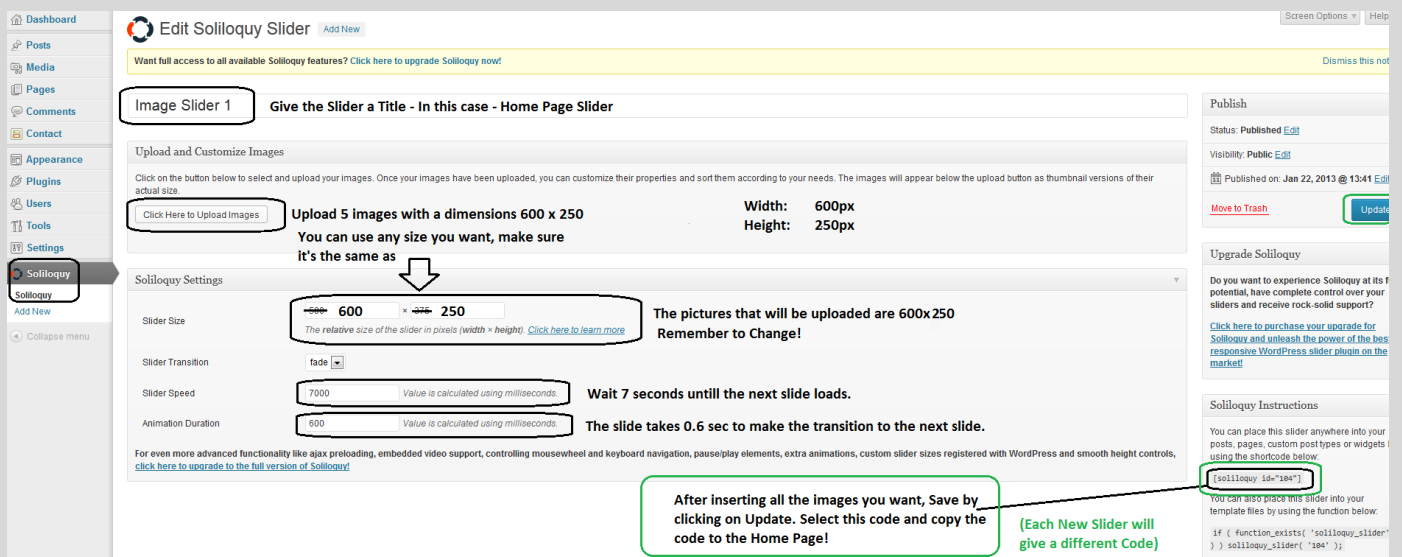 Dashboard
Posts
Media
Pages
Comments
Contact
Appearance
Plugins
Users
Tools
Settings
Soliloquy
Soliloquy
Add New
Collapse menu
Screen Options
Help
Edit Soliloquy Slider Add New
Want full access to all available Soliloquy features? Click here to upgrade Soliloquy now!
Dismiss this not
Image Slider 1
Give the Slider a Title - In this case - Home Page Slider
Upload and Customize Images
Click on the button below to select and upload your images. Once your images have been uploaded, you can customize their properties and sort them according to your needs. The images will appear below the upload button as thumbnail versions of their
actual size.
Click Here to Upload Images
Upload 5 images with a dimensions 600 x 250
You can use any size you want, make sure
it's the same as
Width: 600px
Height: 250px
Soliloquy Settings
Slider Size
500 600 × 375 250
The relative size of the slider in pixels (width × height). Click here to learn more
The pictures that will be uploaded are 600x250
Remember to Change!
Slider Transition
fade
Slider Speed
7000 Value is calculated using milliseconds.
Wait 7 seconds untill the next slide loads.
Animation Duration
600 Value is calculated using milliseconds.
The slide takes 0.6 sec to make the transition to the next slide.
For even more advanced functionality like ajax preloading, embedded video support, controlling mousewheel and keyboard navigation, pause/play elements, extra animations, custom slider sizes registered with WordPress and smooth height controls,
click here to upgrade to the full version of Soliloquy!
After inserting all the images you want, Save by
clicking on Update. Select this code and copy the
code to the Home Page!
(Each New Slider will
give a different Code)
Publish
Status: Published Edit
Visibility: Public Edit
Published on: Jan 22, 2013 @ 13:41 Edit
Move to Trash
Update
Upgrade Soliloquy
Do you want to experience Soliloquy at its f
potential, have complete control over your
sliders and receive rock-solid support?
Click here to purchase your upgrade for
Soliloquy and unleash the power of the bes
responsive WordPress slider plugin on the
market!
Soliloquy Instructions
You can place this slider anywhere into your
posts, pages, custom post types or widgets
using the shortcode below:
[soliloquy id="104"]
You can also place this slider into your
template files by using the function below:
if ( function_exists( 'soliloquy_slider'
) ) soliloquy_slider( '104' );